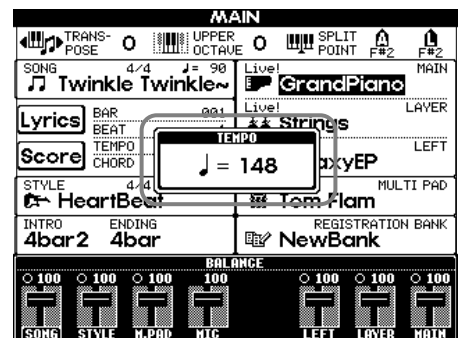 MAIN
TRANS-
POSE 0 UPPER
OCTAVE 0 SPLIT
POINT A
F#2 L
F#2
SONG 4/4 ♩= 90
Twinkle Twinkle~
Live! MAIN
GrandPiano
Lyrics BAR 001
BEAT
Live! LAYER
Strings
Score TEMPO
CHORD
TEMPO
♩= 148
LEFT
axyEP
STYLE 4/4
HeartBeat
MULTI PAD
Tom Flam
INTRO ENDING
4bar2 4bar
REGISTRATION BANK
NewBank
BALANCE
100 100 100 100 100 100 100
SONG STYLE M.PAD MIC LEFT LAYER MAIN